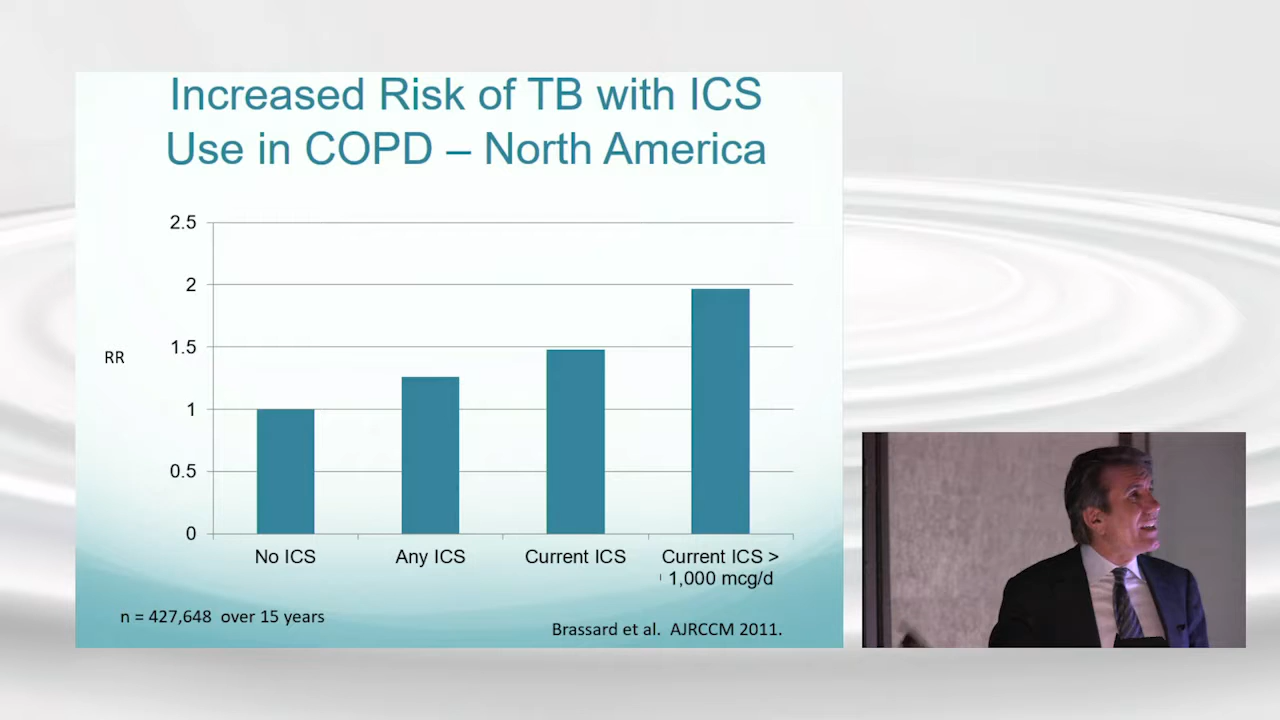 Increased Risk of TB with ICS
Use in COPD – North America
2.5
2
1.5
1
0.5
0
RR
No ICS
Any ICS
Current ICS
Current ICS >
1,000 mcg/d
n = 427,648 over 15 years
Brassard et al. AJRCCM 2011.